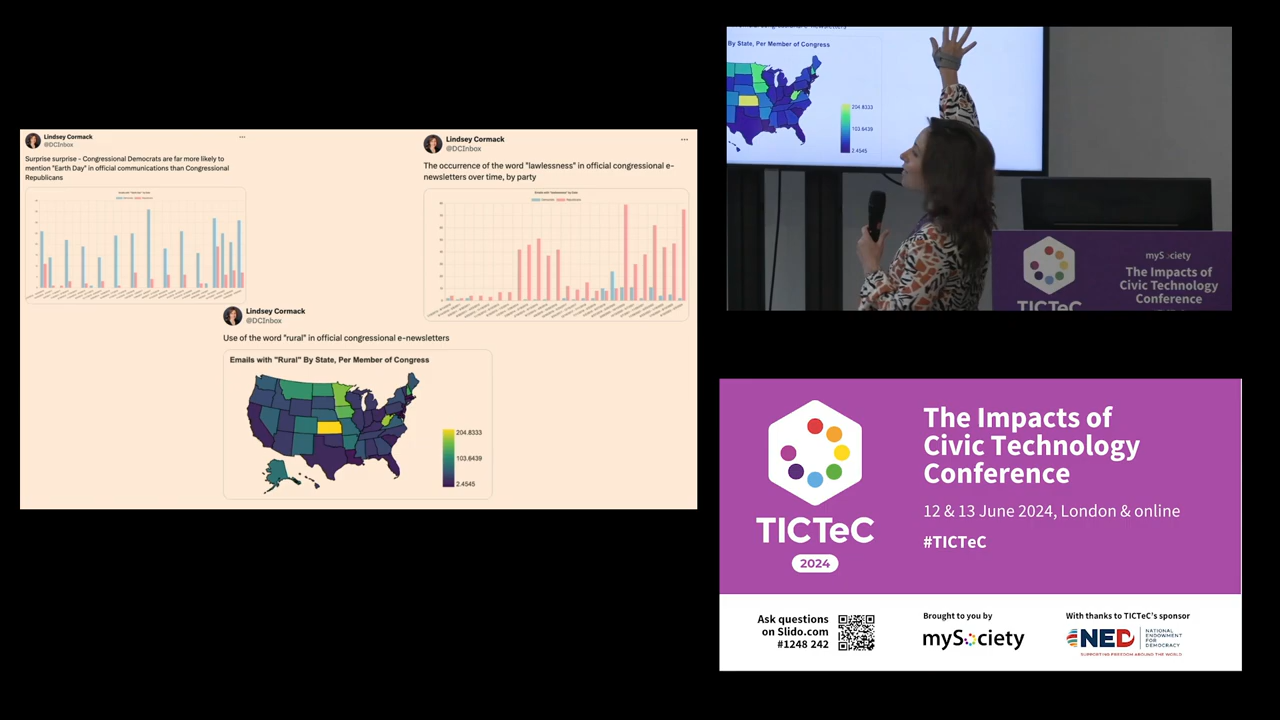 Lindsey Cormack
@DCInbox
Surprise surprise - Congressional Democrats are far more likely to
mention "Earth Day" in official communications than Congressional
Republicans
Lindsey Cormack
@DCInbox
The occurrence of the word "lawlessness" in official congressional e-
newsletters over time, by party
Lindsey Cormack
@DCInbox
Use of the word "rural" in official congressional e-newsletters
Emails with "Rural" By State, Per Member of Congress
204.8333
103.6439
2.4545
By State, Per Member of Congress
204.8333
103.6439
2.4545
mySociety
The Impacts of
Civic Technology
Conference
TICTeC
The Impacts of
Civic Technology
Conference
12 & 13 June 2024, London & online
#TICTeC
TICTeC
2024
Ask questions
on Slido.com
#1248 242
Brought to you by
mySociety
With thanks to TICTeC's sponsor
NED
NATIONAL
ENDOWMENT
FOR
DEMOCRACY
SUPPORTING FREEDOM AROUND THE WORLD